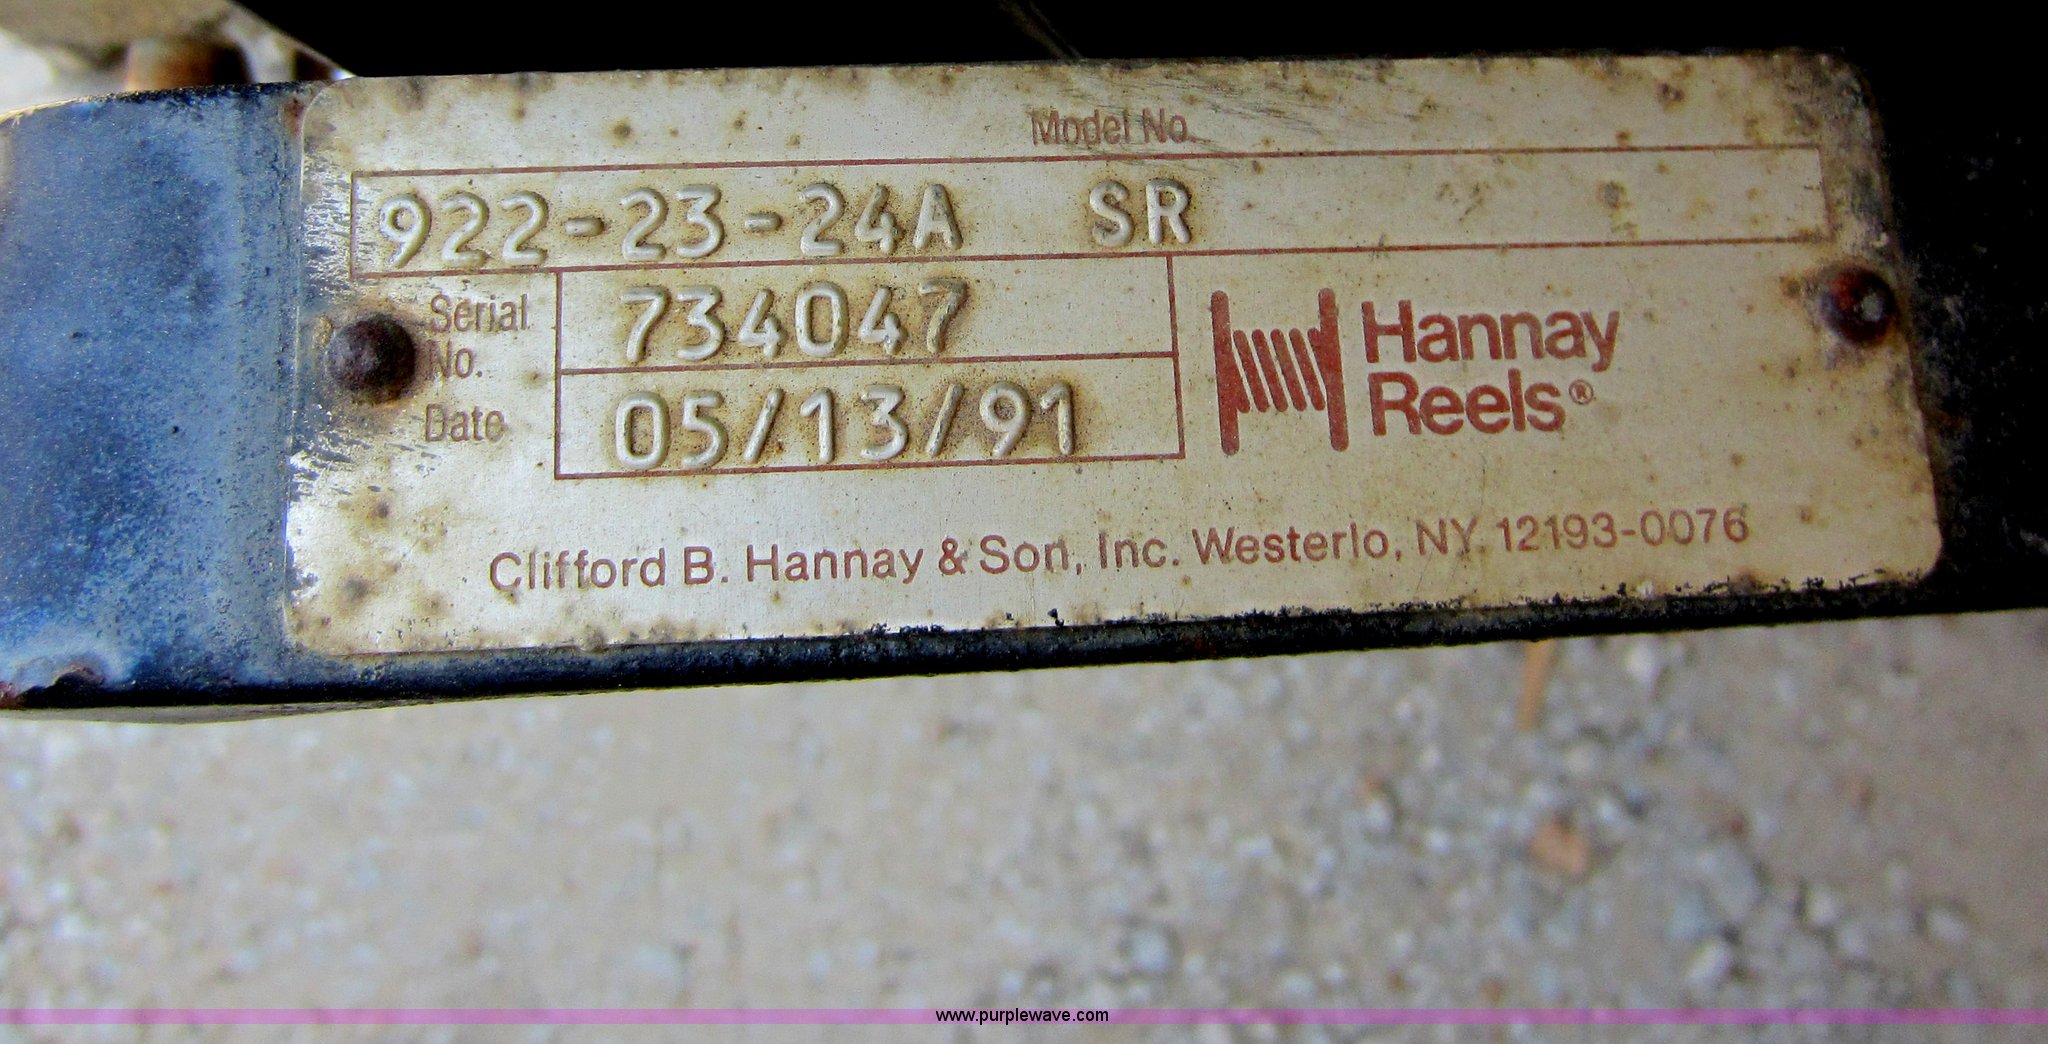 Model No.
922-23-24A SR
Serial No.
734047
Date
05/13/91
Hannay
Reels®
Clifford B. Hannay & Son, Inc. Westerlo, NY. 12193-0076
www.purplewave.com